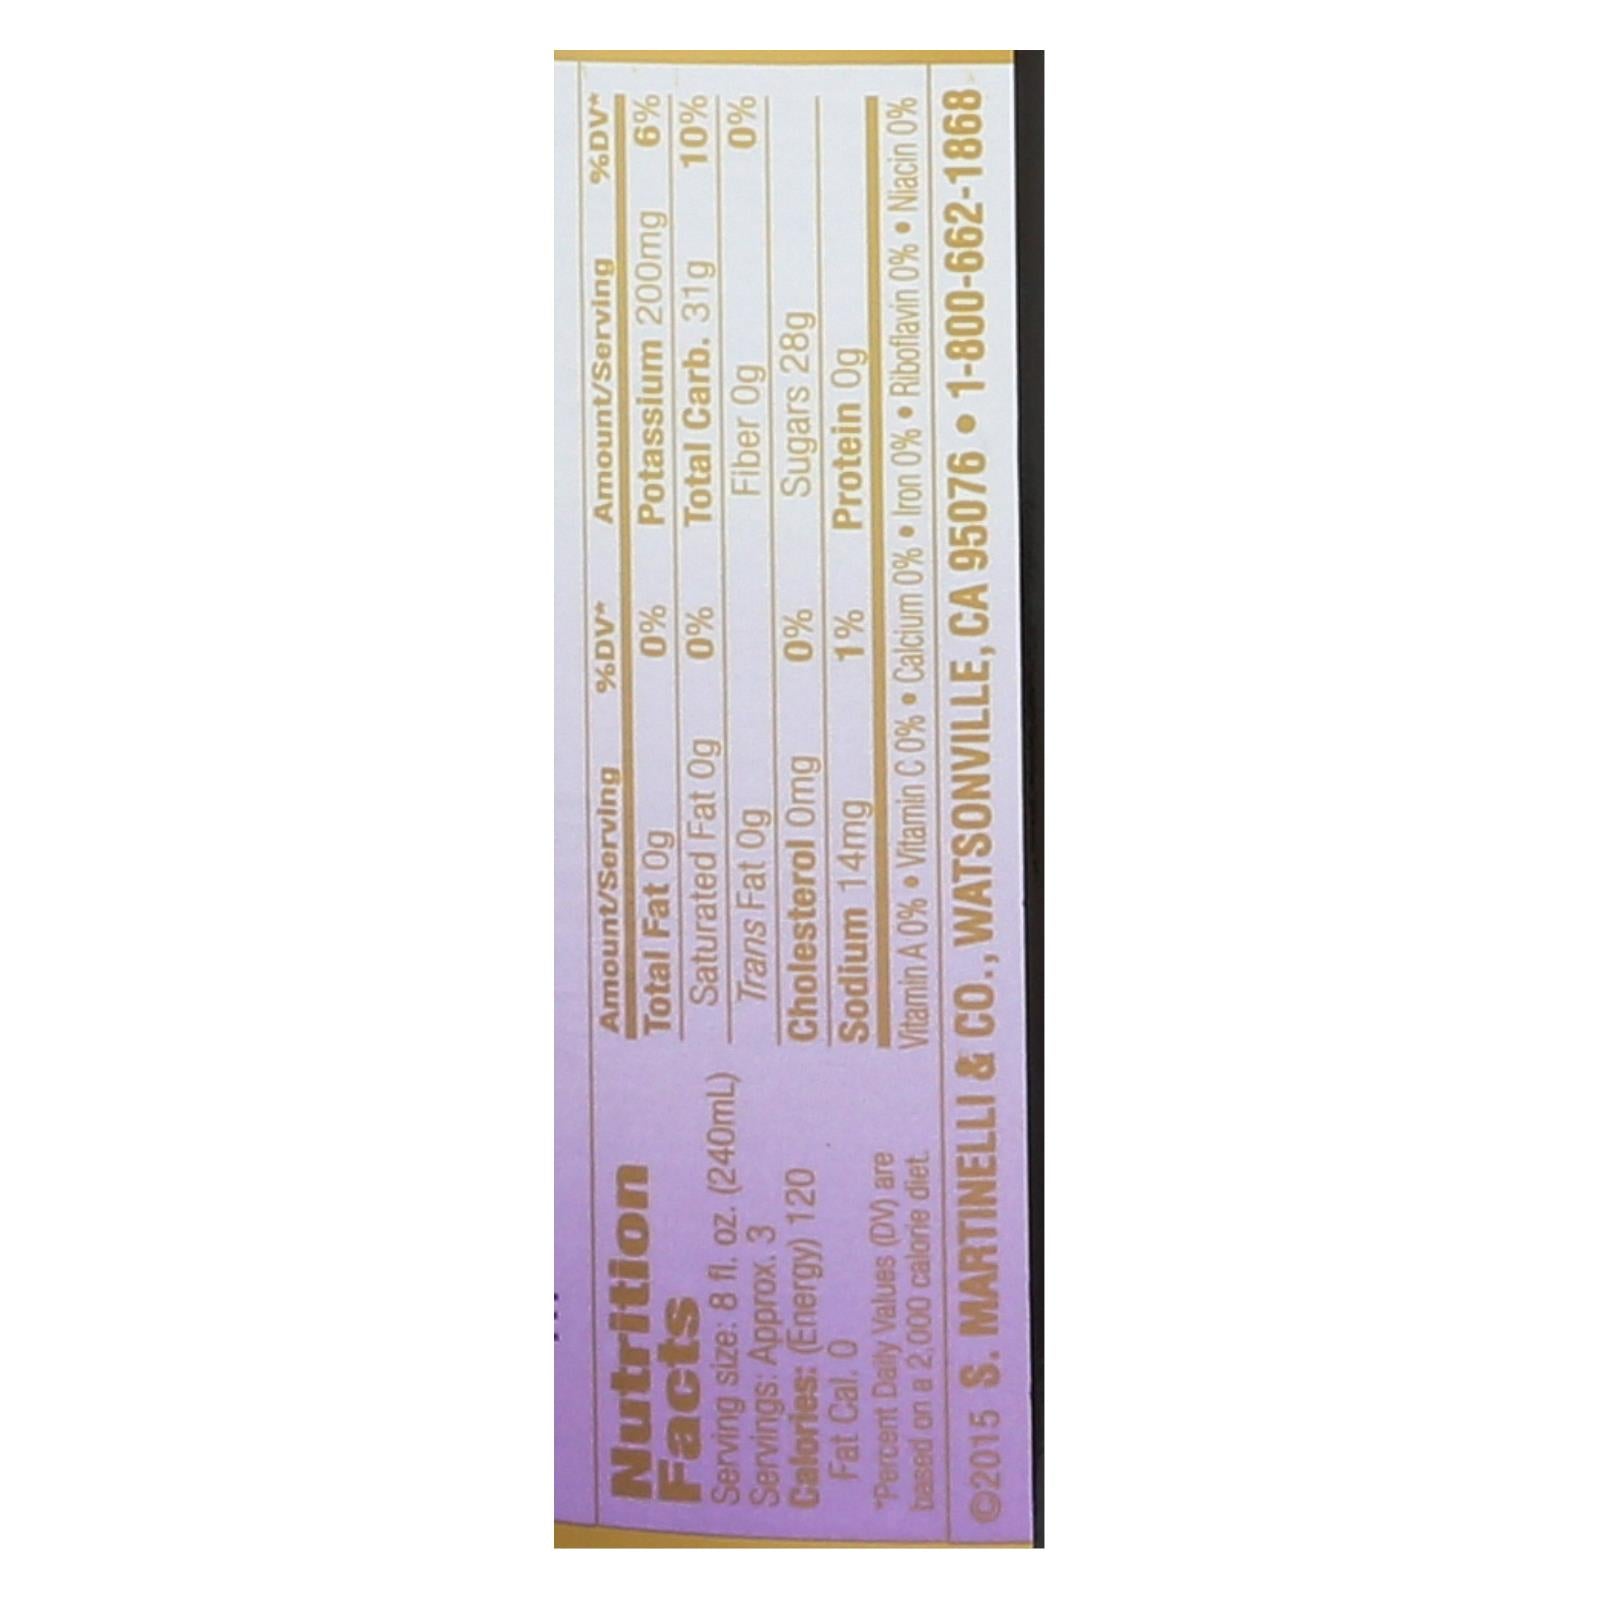 Nutrition
Facts
Serving size: 8 fl. oz. (240mL)
Servings: Approx. 3
Calories: (Energy) 120
Fat Cal. 0
*Percent Daily Values (DV) are
based on a 2,000 calorie diet.
Amount/Serving %DV* Amount/Serving %DV*
Total Fat 0g 0% Potassium 200mg 6%
Saturated Fat 0g 0% Total Carb. 31g 10%
Trans Fat 0g Fiber 0g 0%
Cholesterol 0mg 0% Sugars 28g
Sodium 14mg 1% Protein 0g
Vitamin A 0% • Vitamin C 0% • Calcium 0% • Iron 0% • Riboflavin 0% • Niacin 0%
©2015 S. MARTINELLI & CO., WATSONVILLE, CA 95076 • 1-800-662-1868